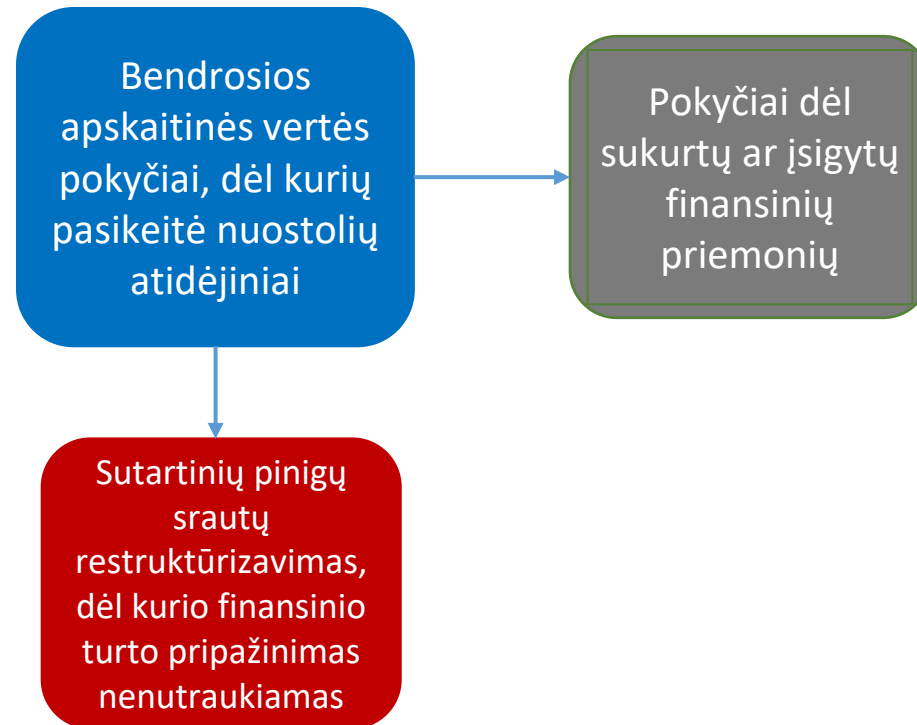 Bendrosios
apskaitinės vertės
pokyčiai, dėl kurių
pasikeitė nuostolių
atidėjiniai
Pokyčiai dėl
sukurtų ar įsigytų
finansinių
priemonių
Sutartinių pinigų
srautų
restruktūrizavimas,
dėl kurio finansinio
turto pripažinimas
nenutraukiamas